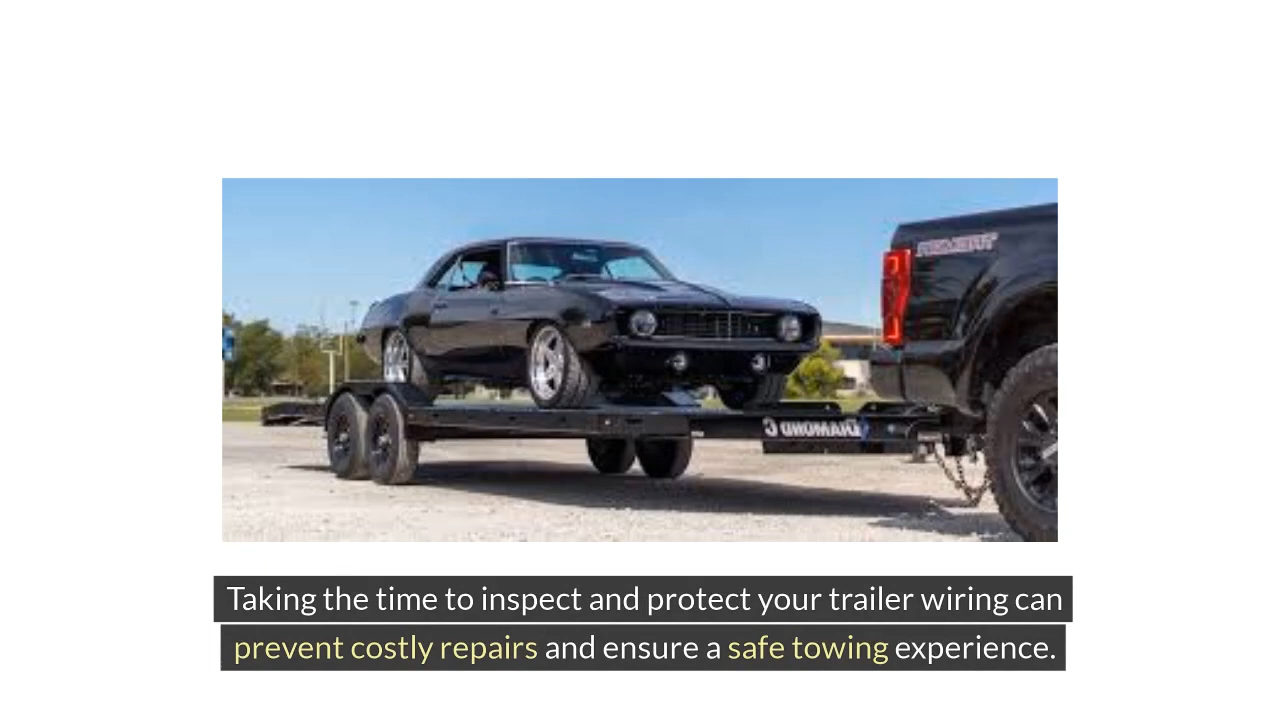 DIAMOND C
Taking the time to inspect and protect your trailer wiring can
prevent costly repairs and ensure a safe towing experience.